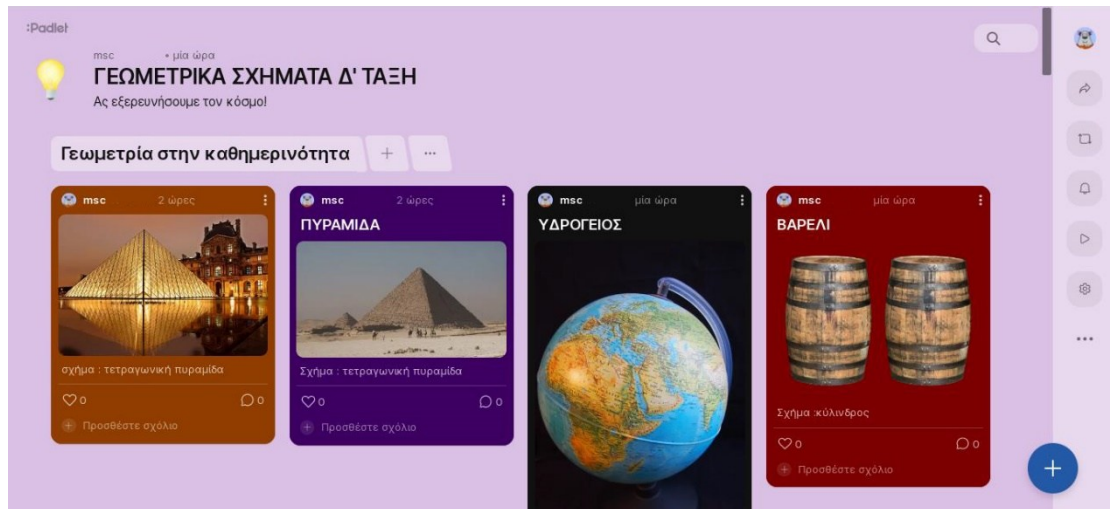 :Padlet
msc • μία ώρα
ΓΕΩΜΕΤΡΙΚΑ ΣΧΗΜΑΤΑ Δ' ΤΑΞΗ
Ας εξερευνήσουμε τον κόσμο!
Γεωμετρία στην καθημερινότητα
msc 2 ώρες
σχήμα : τετραγωνική πυραμίδα
0 0
Προσθέστε σχόλιο
msc 2 ώρες
ΠΥΡΑΜΙΔΑ
Σχήμα : τετραγωνική πυραμίδα
0 0
Προσθέστε σχόλιο
msc μία ώρα
ΥΔΡΟΓΕΙΟΣ
msc μία ώρα
ΒΑΡΕΛΙ
Σχήμα :κύλινδρος
0 0
Προσθέστε σχόλιο